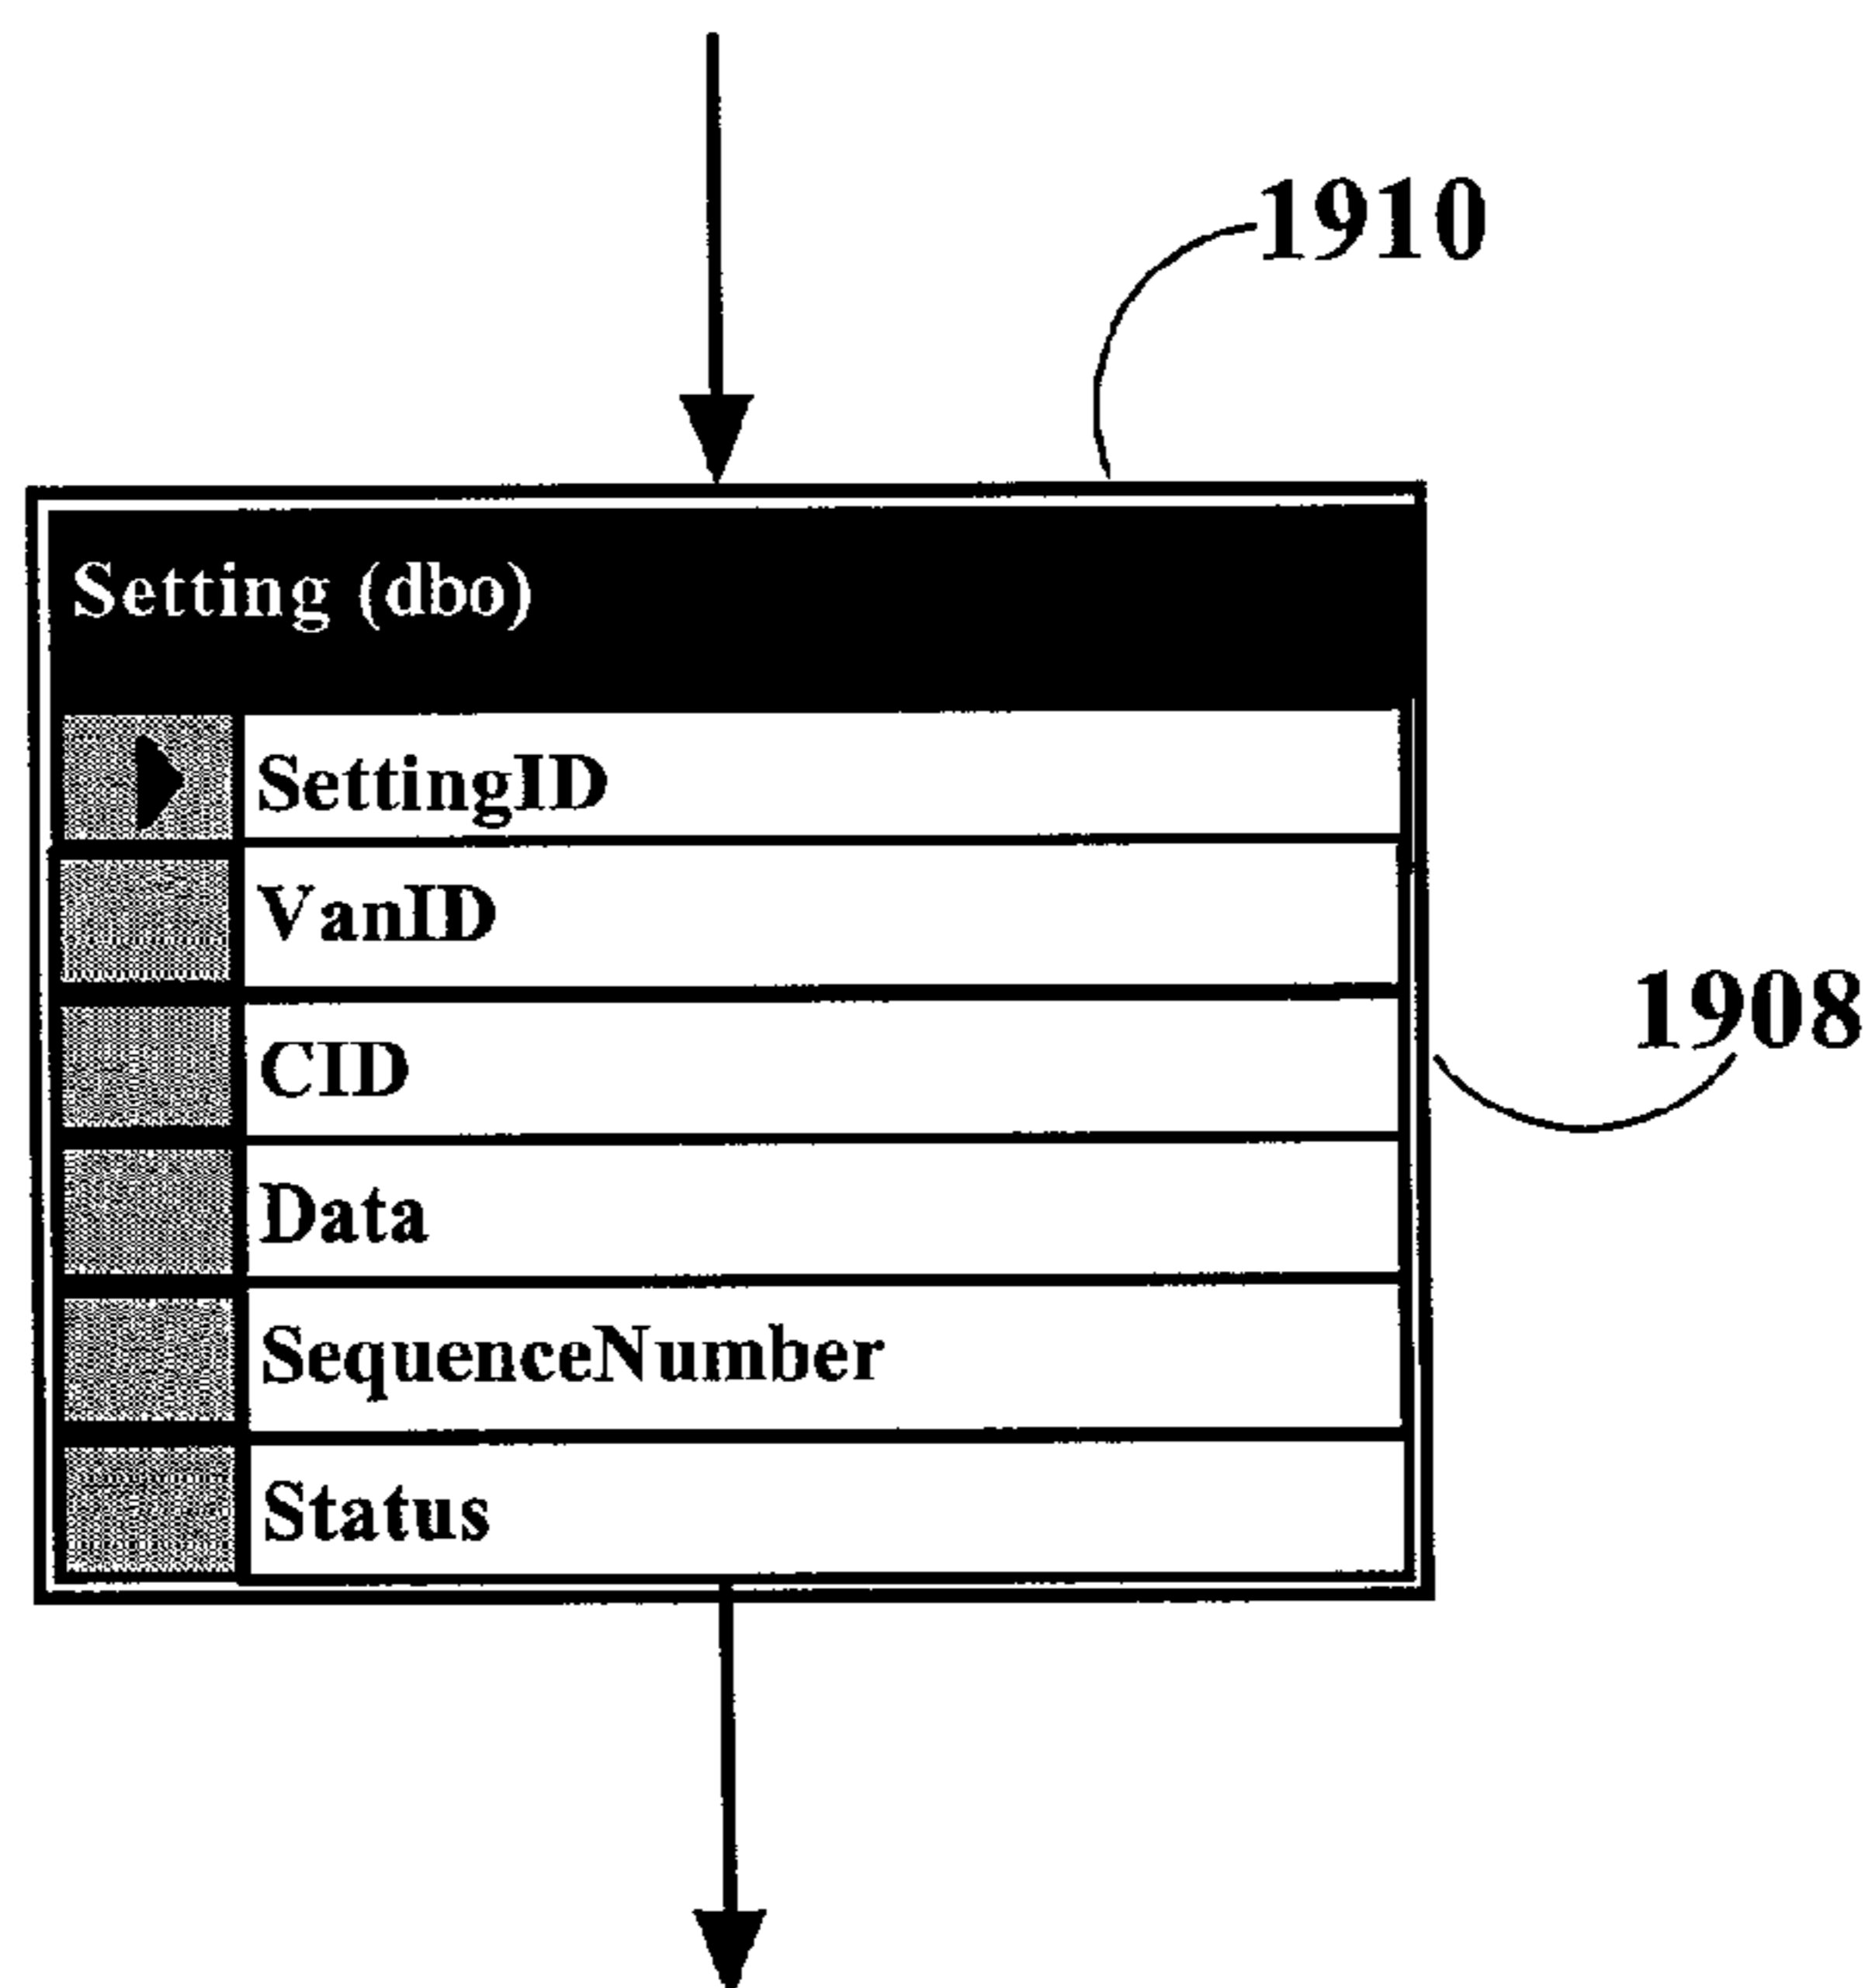 1910
Setting (dbo)
SettingID
VanID
CID
1908
Data
SequenceNumber
Status